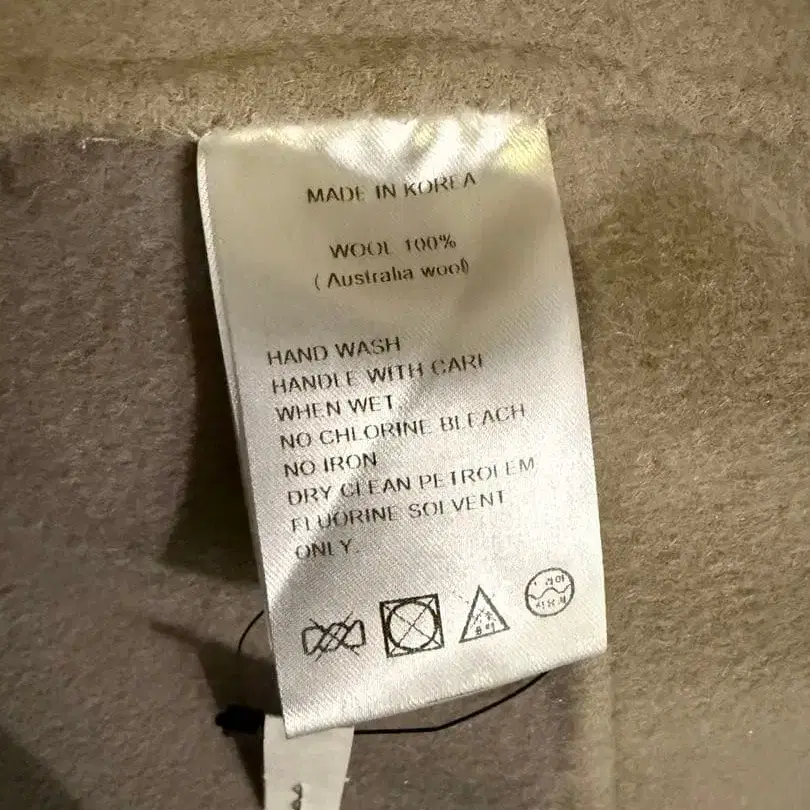 MADE IN KOREA
WOOL 100%
( Australia wool)
HAND WASH
HANDLE WITH CARE
WHEN WET
NO CHLORINE BLEACH
NO IRON
DRY CLEAN PETROLEM
FLUORINE SOLVENT
ONLY.